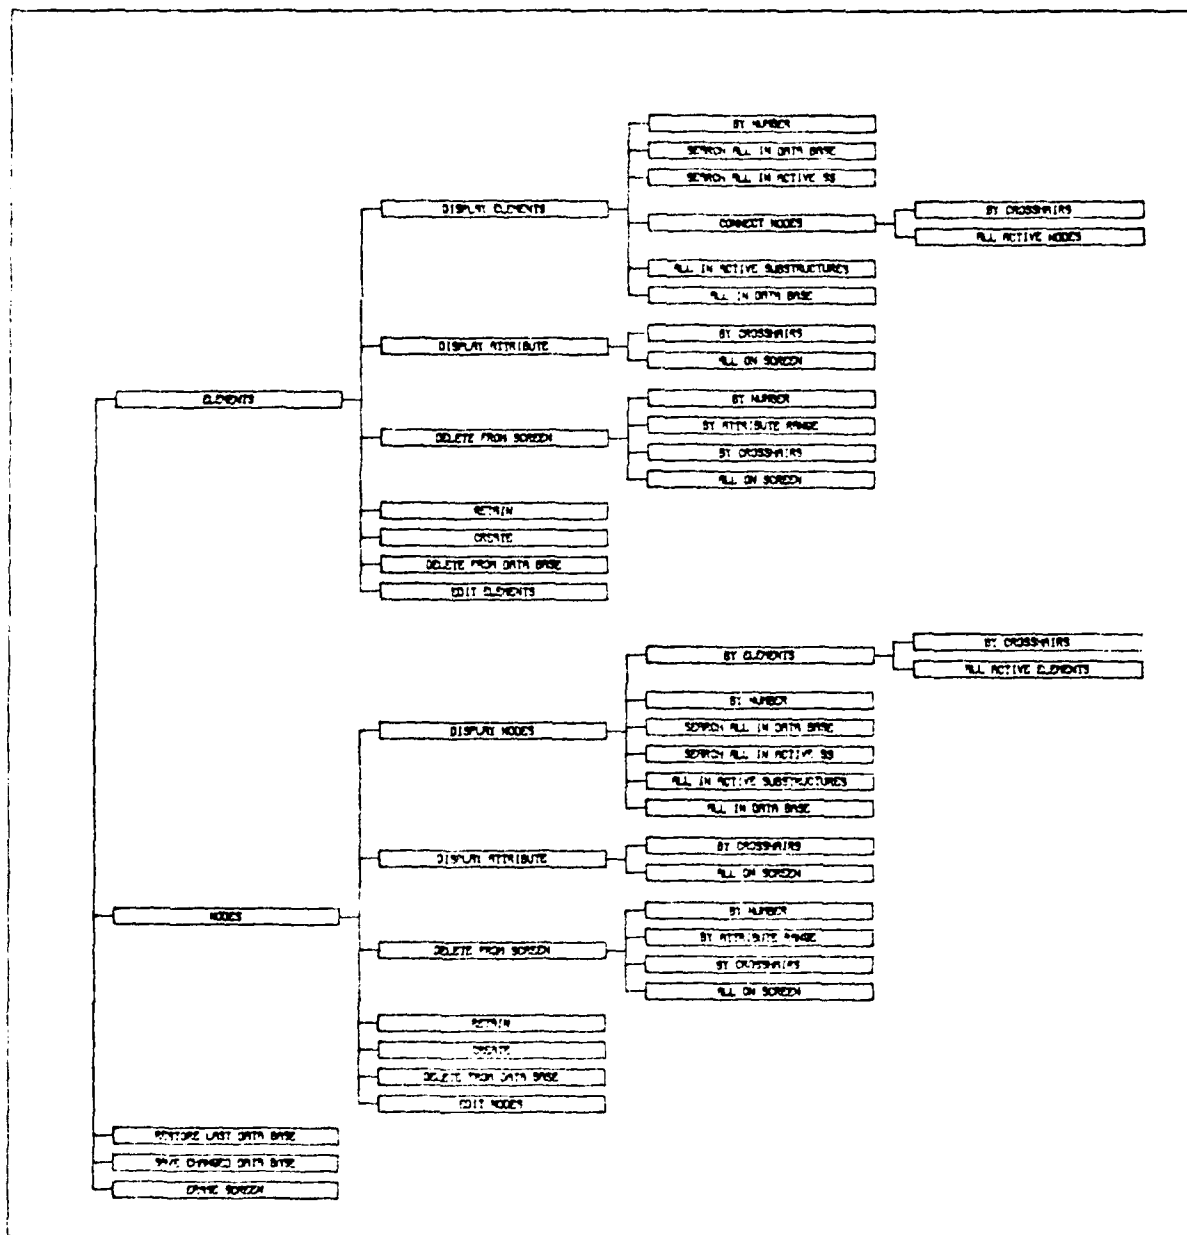 BY NUMBER
SEARCH ALL IN DATA BASE
SEARCH ALL IN ACTIVE SS
DISPLAY ELEMENTS
CONNECT NODES
BY CROSSHAIRS
ALL ACTIVE NODES
ALL IN ACTIVE SUBSTRUCTURES
ALL IN DATA BASE
DISPLAY ATTRIBUTE
BY CROSSHAIRS
ALL ON SCREEN
ELEMENTS
DELETE FROM SCREEN
BY NUMBER
BY ATTRIBUTE RANGE
BY CROSSHAIRS
ALL ON SCREEN
RETAIN
CREATE
DELETE FROM DATA BASE
EDIT ELEMENTS
BY ELEMENTS
BY CROSSHAIRS
ALL ACTIVE ELEMENTS
DISPLAY NODES
BY NUMBER
SEARCH ALL IN DATA BASE
SEARCH ALL IN ACTIVE SS
ALL IN ACTIVE SUBSTRUCTURES
ALL IN DATA BASE
DISPLAY ATTRIBUTE
BY CROSSHAIRS
ALL ON SCREEN
NODES
DELETE FROM SCREEN
BY NUMBER
BY ATTRIBUTE RANGE
BY CROSSHAIRS
ALL ON SCREEN
RETAIN
CREATE
DELETE FROM DATA BASE
EDIT NODES
RESTORE LAST DATA BASE
SAVE CHANGED DATA BASE
ERASE SCREEN